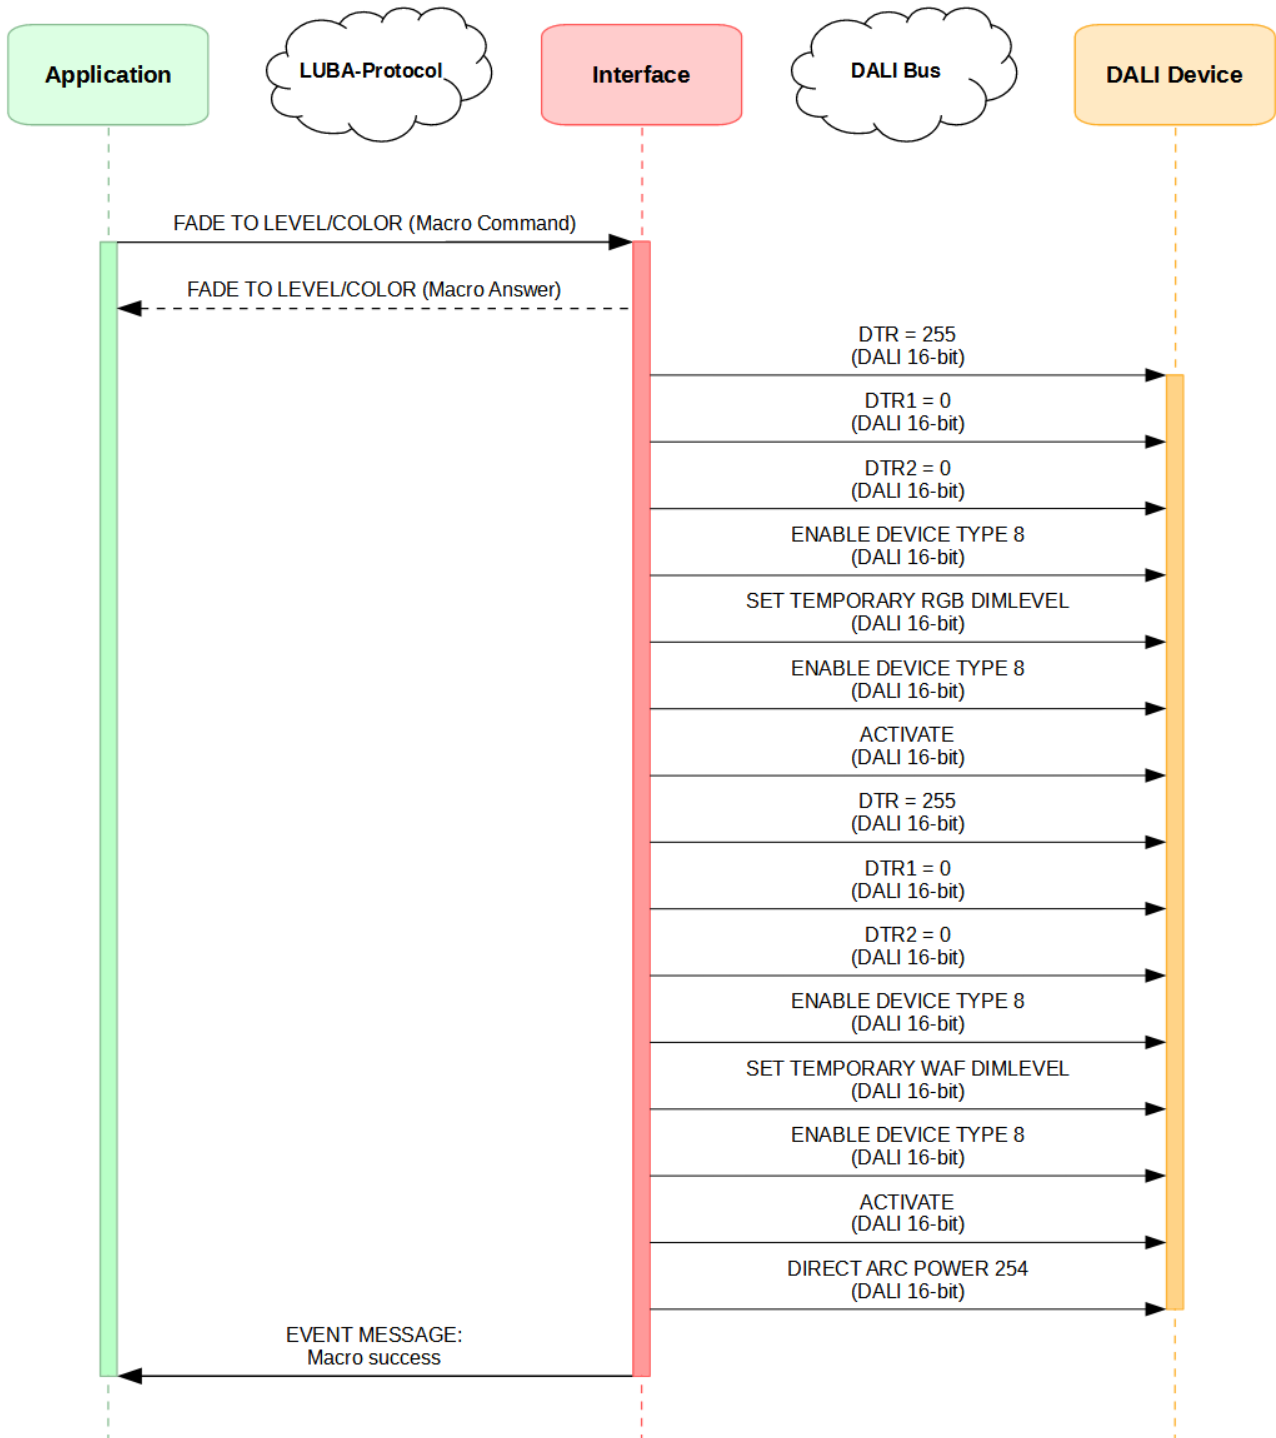 Application
LUBA-Protocol
Interface
DALI Bus
DALI Device
FADE TO LEVEL/COLOR (Macro Command)
FADE TO LEVEL/COLOR (Macro Answer)
DTR = 255
(DALI 16-bit)
DTR1 = 0
(DALI 16-bit)
DTR2 = 0
(DALI 16-bit)
ENABLE DEVICE TYPE 8
(DALI 16-bit)
SET TEMPORARY RGB DIMLEVEL
(DALI 16-bit)
ENABLE DEVICE TYPE 8
(DALI 16-bit)
ACTIVATE
(DALI 16-bit)
DTR = 255
(DALI 16-bit)
DTR1 = 0
(DALI 16-bit)
DTR2 = 0
(DALI 16-bit)
ENABLE DEVICE TYPE 8
(DALI 16-bit)
SET TEMPORARY WAF DIMLEVEL
(DALI 16-bit)
ENABLE DEVICE TYPE 8
(DALI 16-bit)
ACTIVATE
(DALI 16-bit)
DIRECT ARC POWER 254
(DALI 16-bit)
EVENT MESSAGE:
Macro success